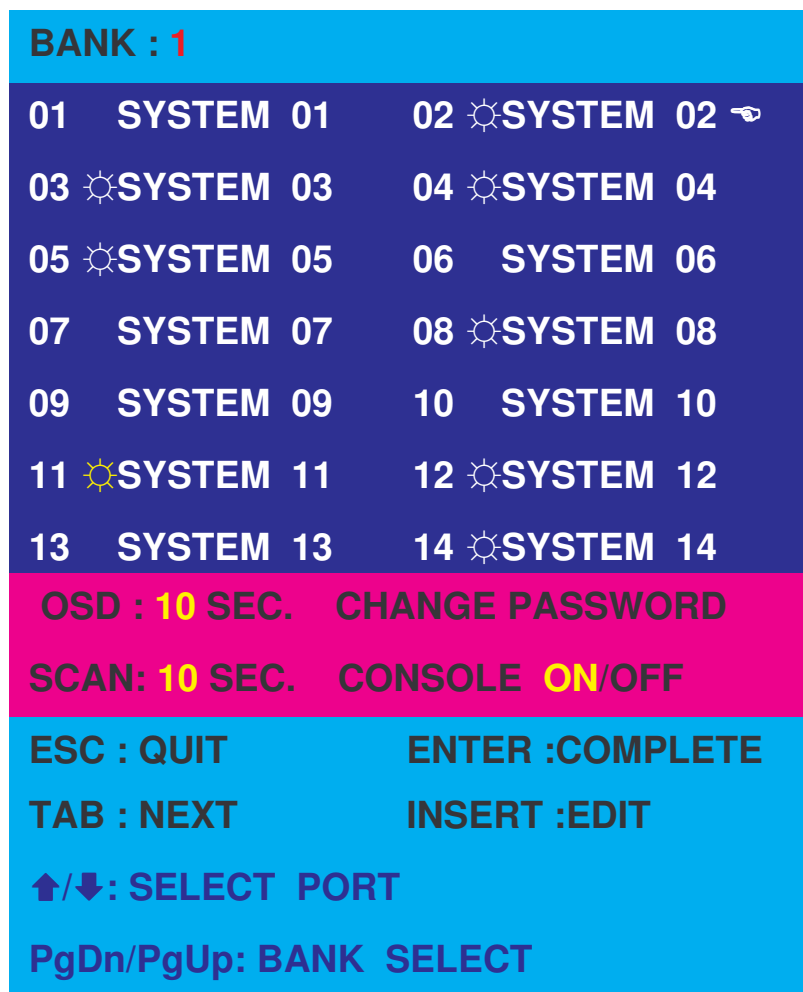 BANK : 1
01 SYSTEM 01 02 ☼SYSTEM 02 ☜
03 ☼SYSTEM 03 04 ☼SYSTEM 04
05 ☼SYSTEM 05 06 SYSTEM 06
07 SYSTEM 07 08 ☼SYSTEM 08
09 SYSTEM 09 10 SYSTEM 10
11 ☼SYSTEM 11 12 ☼SYSTEM 12
13 SYSTEM 13 14 ☼SYSTEM 14
OSD : 10 SEC. CHANGE PASSWORD
SCAN: 10 SEC. CONSOLE ON/OFF
ESC : QUIT ENTER :COMPLETE
TAB : NEXT INSERT :EDIT
⬆/⬇: SELECT PORT
PgDn/PgUp: BANK SELECT